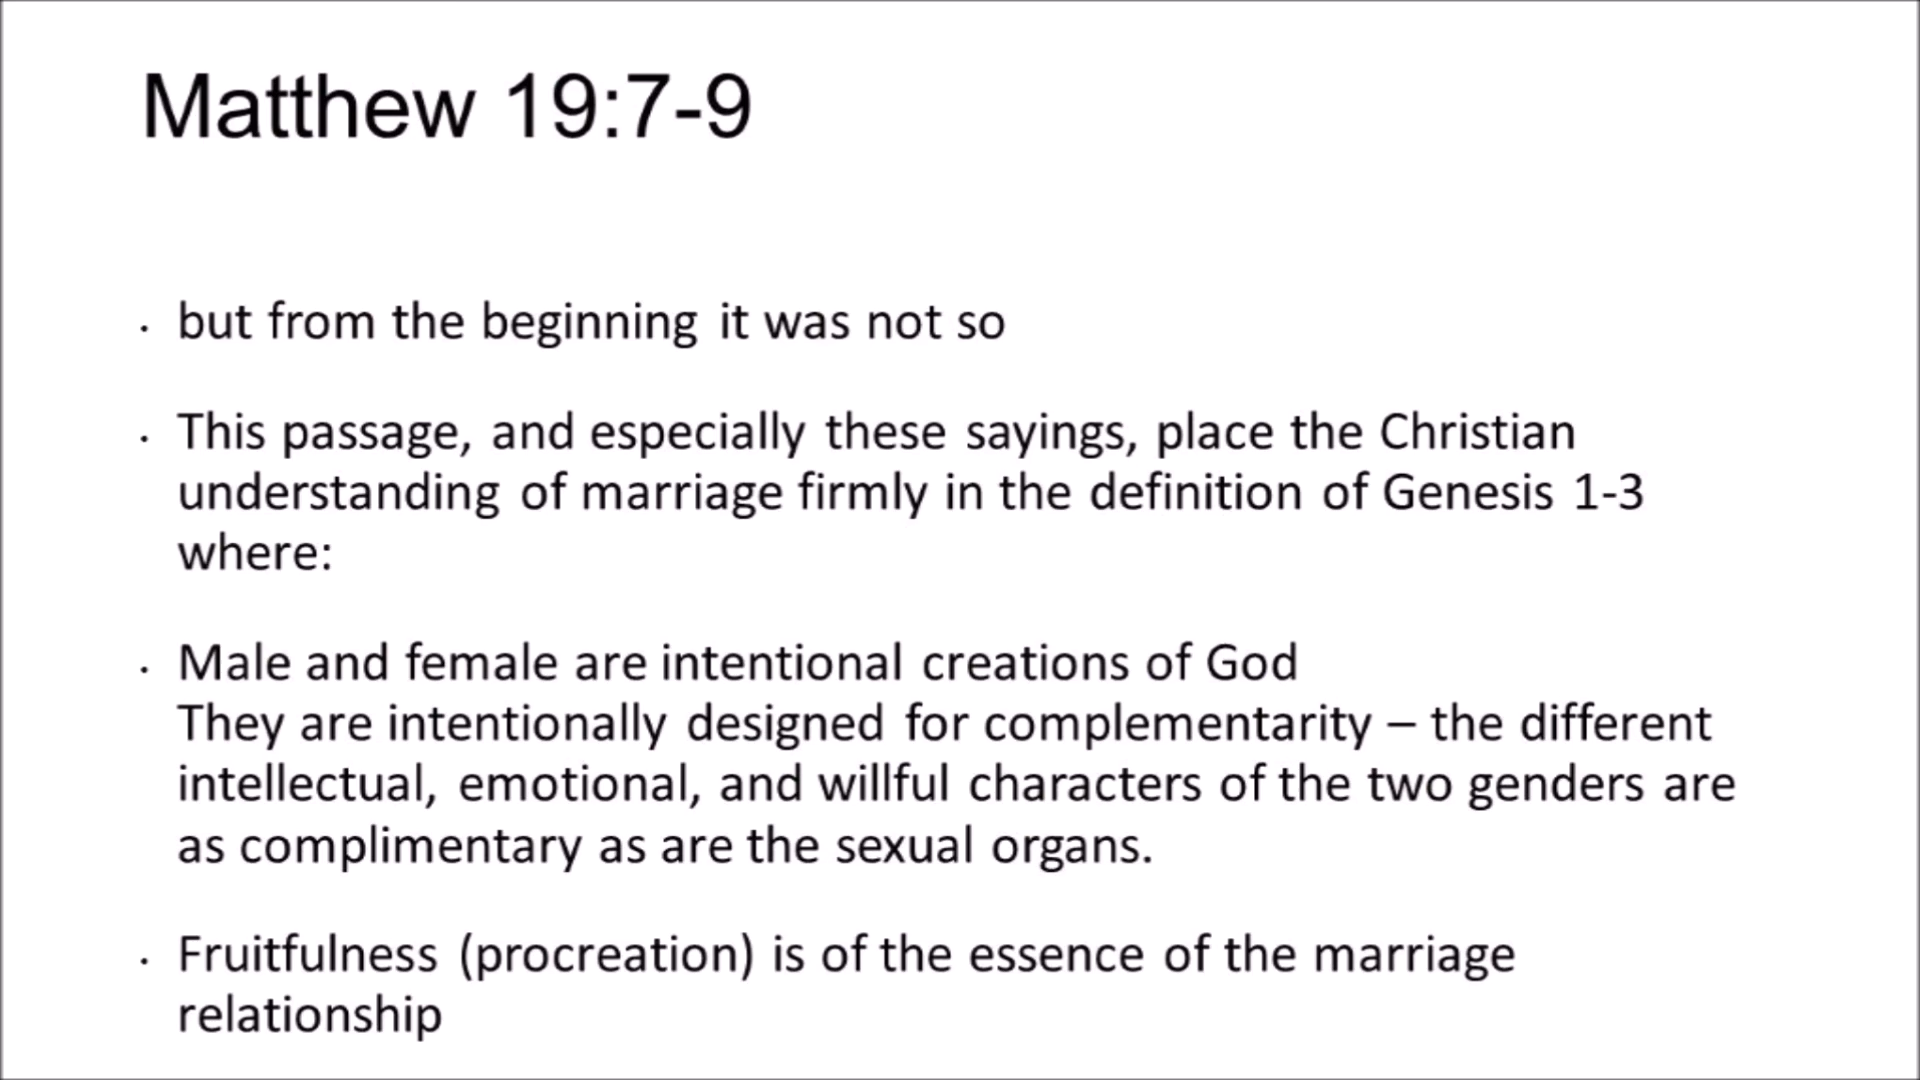 Matthew 19:7-9
· but from the beginning it was not so
· This passage, and especially these sayings, place the Christian
understanding of marriage firmly in the definition of Genesis 1-3
where:
· Male and female are intentional creations of God
They are intentionally designed for complementarity – the different
intellectual, emotional, and willful characters of the two genders are
as complimentary as are the sexual organs.
· Fruitfulness (procreation) is of the essence of the marriage
relationship